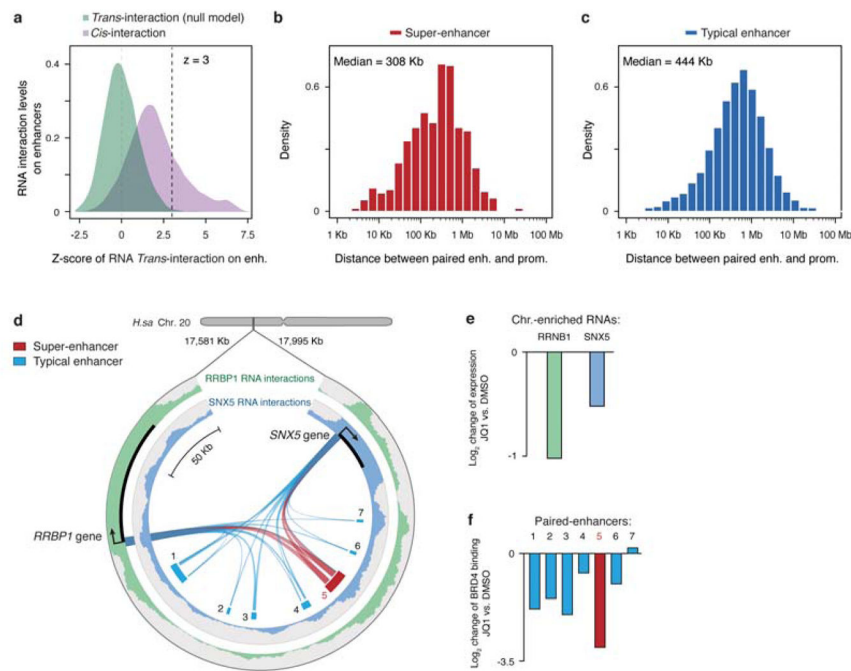 a
Trans-interaction (null model)
Cis-interaction
z = 3
0.4
0.2
0
RNA interaction levels
on enhancers
-2.5
0
2.5
5.0
7.5
Z-score of RNA Trans-interaction on enh.
b
Super-enhancer
Median = 308 Kb
0.6
0
Density
1 Kb
10 Kb
100 Kb
1 Mb
10 Mb
100 Mb
Distance between paired enh. and prom.
c
Typical enhancer
Median = 444 Kb
0.6
0
Density
1 Kb
10 Kb
100 Kb
1 Mb
10 Mb
100 Mb
Distance between paired enh. and prom.
d
H.sa Chr. 20
17,581 Kb
17,995 Kb
Super-enhancer
Typical enhancer
RRBP1 RNA interactions
SNX5 RNA interactions
SNX5 gene
50 Kb
RRBP1 gene
1
2
3
4
5
6
7
e
Chr.-enriched RNAs:
RRNB1
SNX5
0
-1
Log2 change of expression
JQ1 vs. DMSO
f
Paired-enhancers:
1 2 3 4 5 6 7
0
-3.5
Log2 change of BRD4 binding
JQ1 vs. DMSO